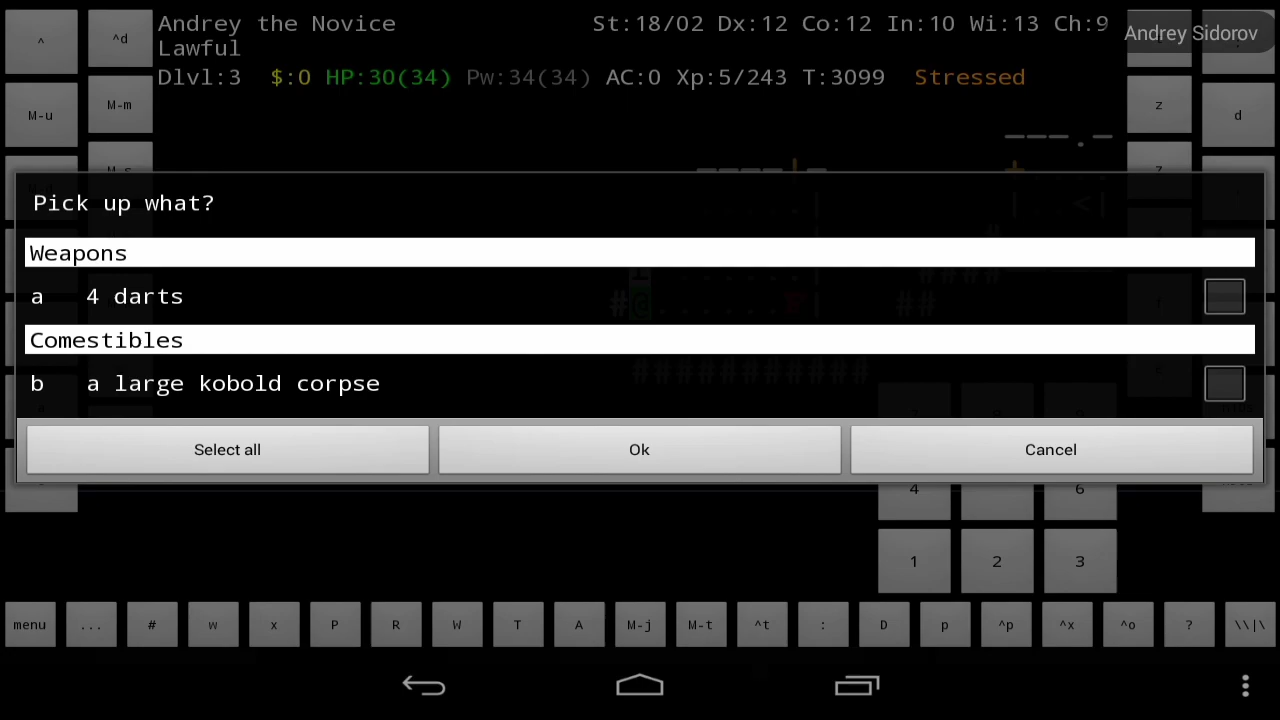 ^
^d
Andrey the Novice
St:18/02 Dx:12 Co:12 In:10 Wi:13 Ch:9
Andrey Sidorov
Lawful
Dlvl:3 $:0 HP:30(34) Pw:34(34) AC:0 Xp:5/243 T:3099 Stressed
M-u
M-m
z
d
Pick up what?
Weapons
a 4 darts
Comestibles
b a large kobold corpse
Select all
Ok
Cancel
4
6
1
2
3
menu
...
#
w
x
P
R
W
T
A
M-j
M-t
^t
:
D
p
^p
^x
^o
?
\\|\